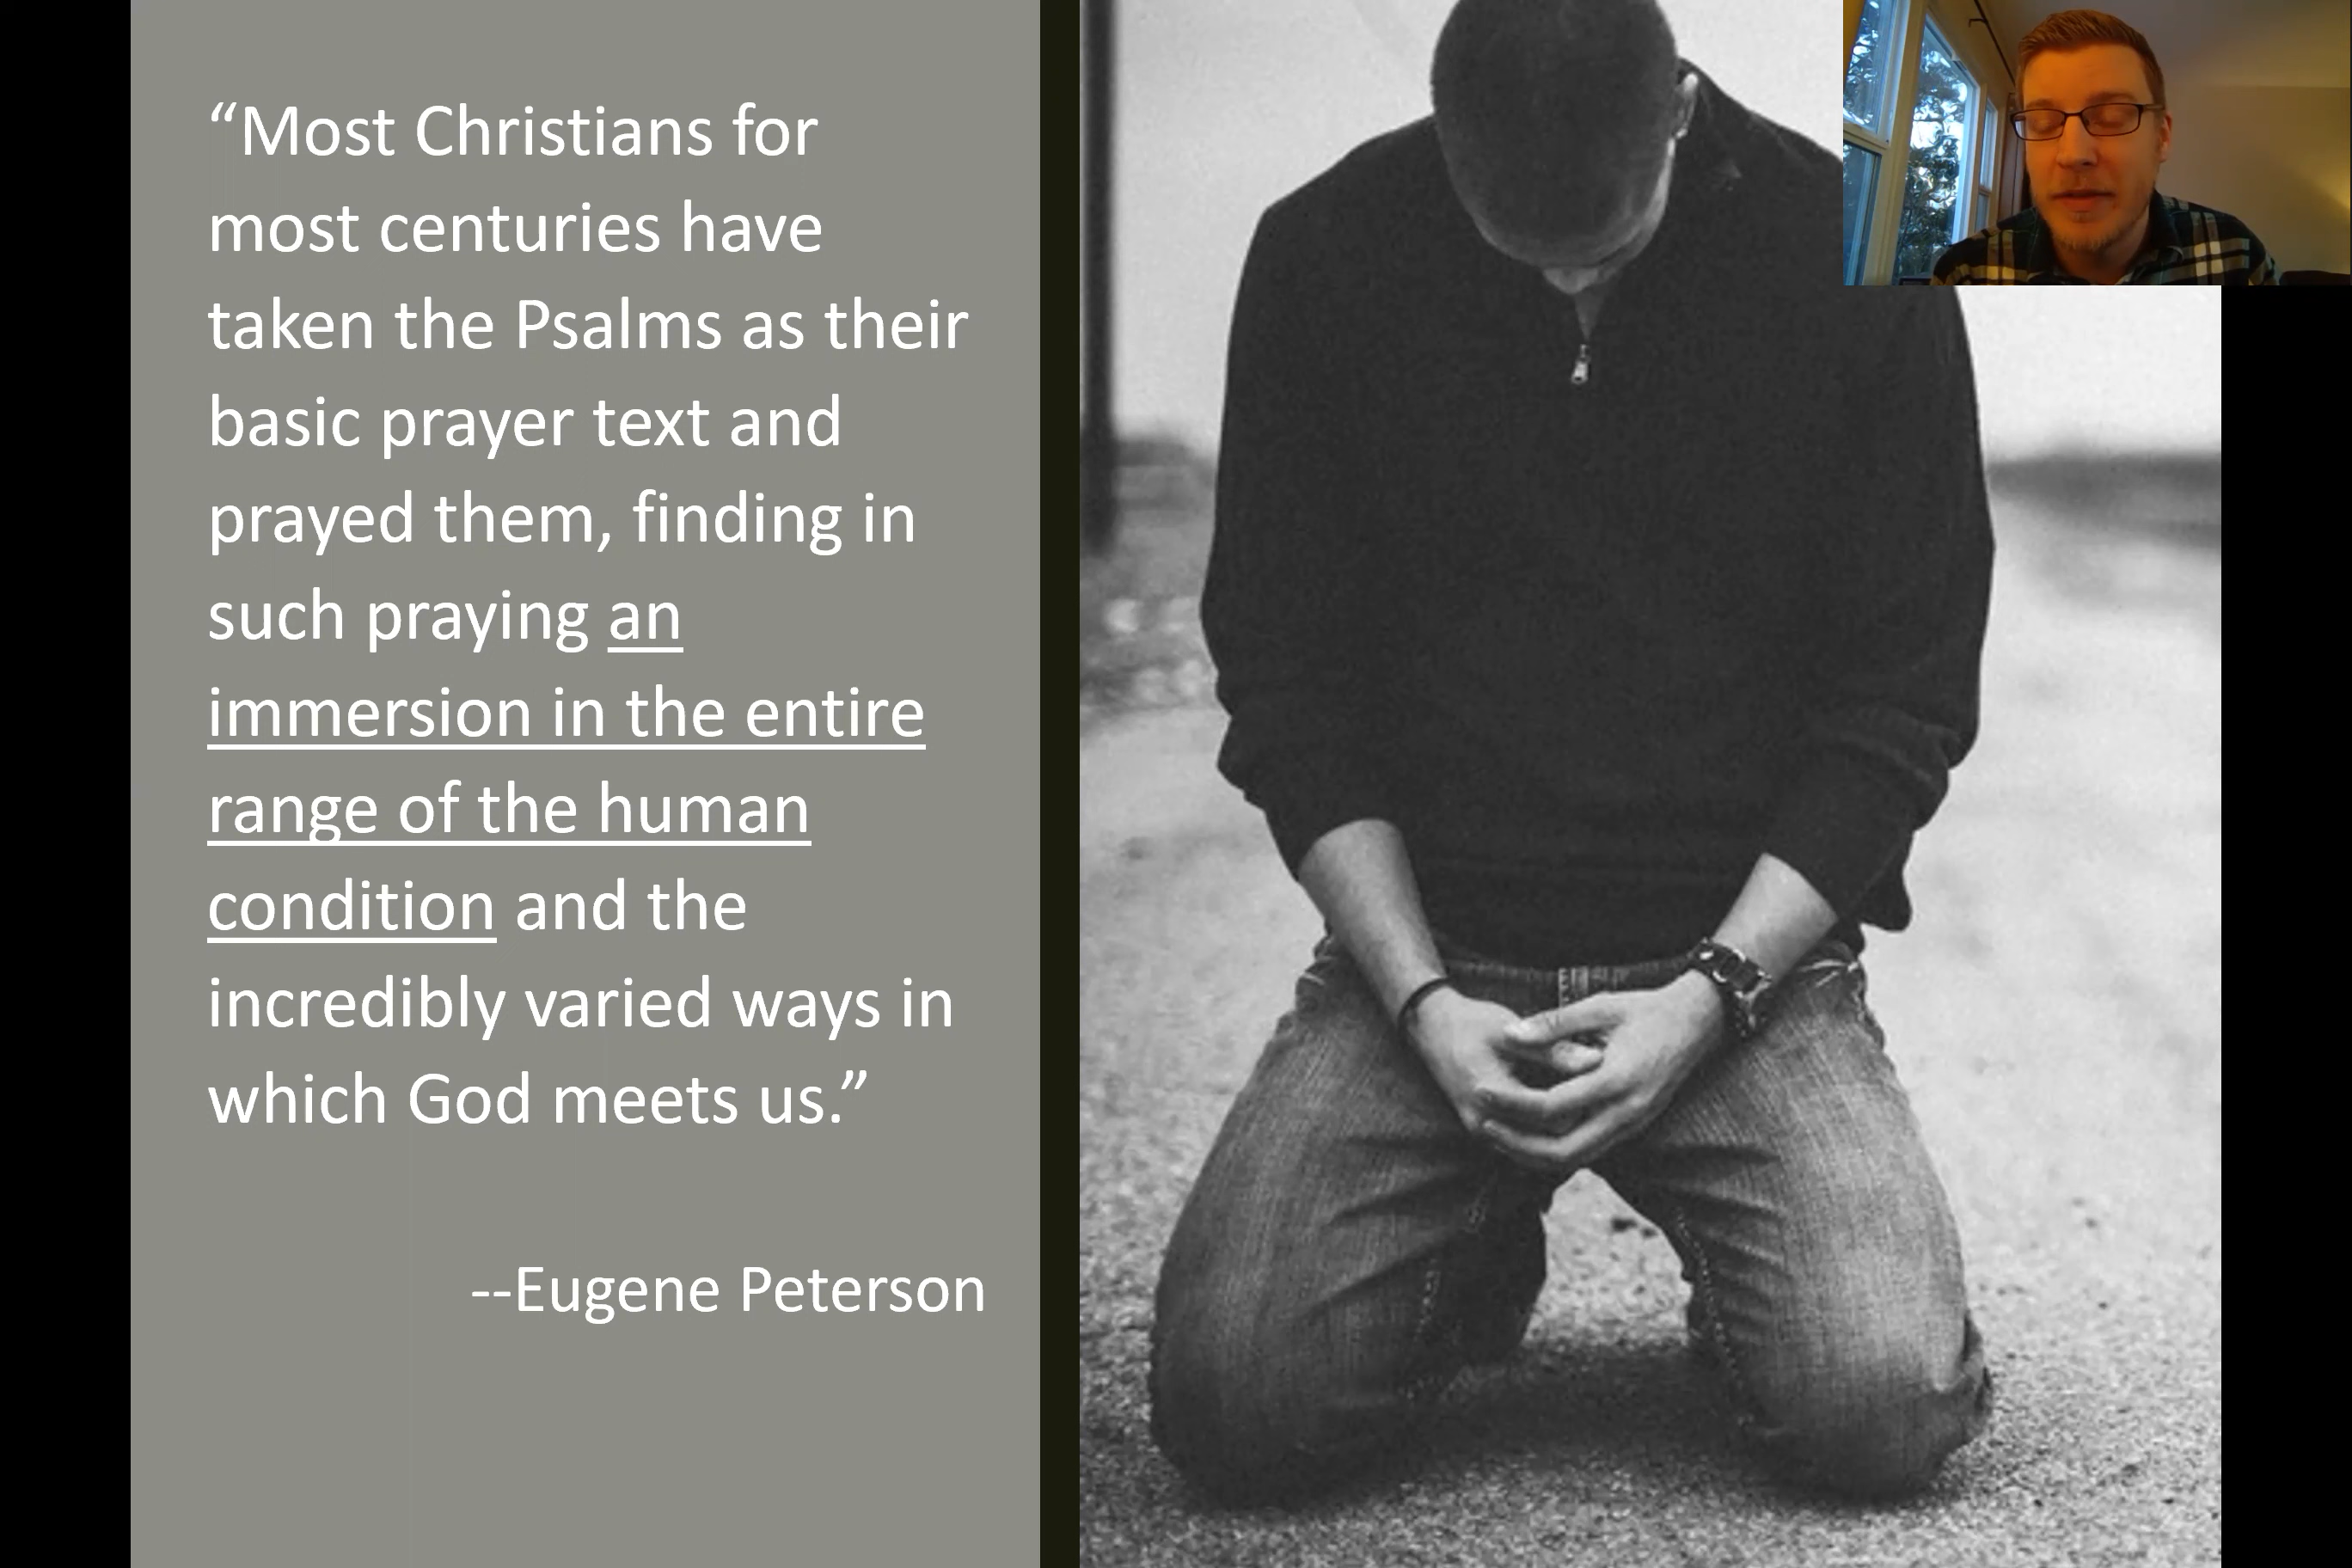 “Most Christians for
most centuries have
taken the Psalms as their
basic prayer text and
prayed them, finding in
such praying an
immersion in the entire
range of the human
condition and the
incredibly varied ways in
which God meets us.”
--Eugene Peterson